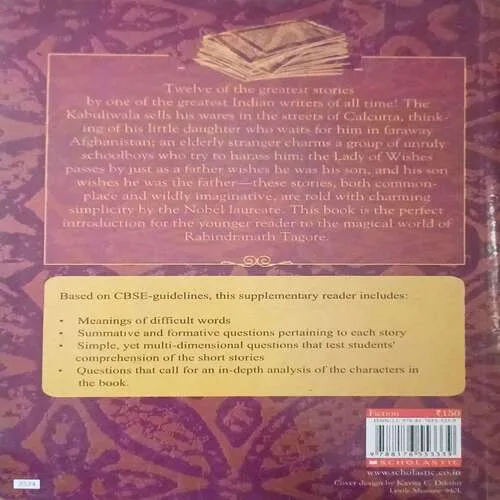 Twelve of the greatest stories
by one of the greatest Indian writers of all time! The
Kabuliwala sells his wares in the streets of Calcutta, think-
ing of his little daughter who waits for him in faraway
Afghanistan; an elderly stranger charms a group of unruly
schoolboys who try to harass him; the Lady of Wishes
passes by just as a father wishes he was his son, and his son
wishes he was the father—these stories, both common-
place and wildly imaginative, are told with charming
simplicity by the Nobel laureate. This book is the perfect
introduction for the younger reader to the magical world of
Rabindranath Tagore.
Based on CBSE-guidelines, this supplementary reader includes:
• Meanings of difficult words
• Summative and formative questions pertaining to each story
• Simple, yet multi-dimensional questions that test students'
comprehension of the short stories
• Questions that call for an in-depth analysis of the characters in
the book.
Fiction ₹150
9 788176 553339
SCHOLASTIC
www.scholastic.co.in
Cover design by Kavita C. Dikshit